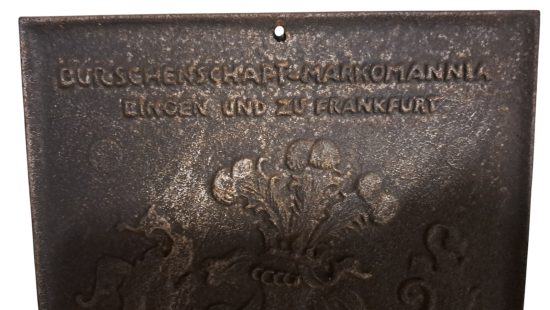 BURSCHENSCHAFT-MARKOMANNIA
BINGEN UND ZU FRANKFURT